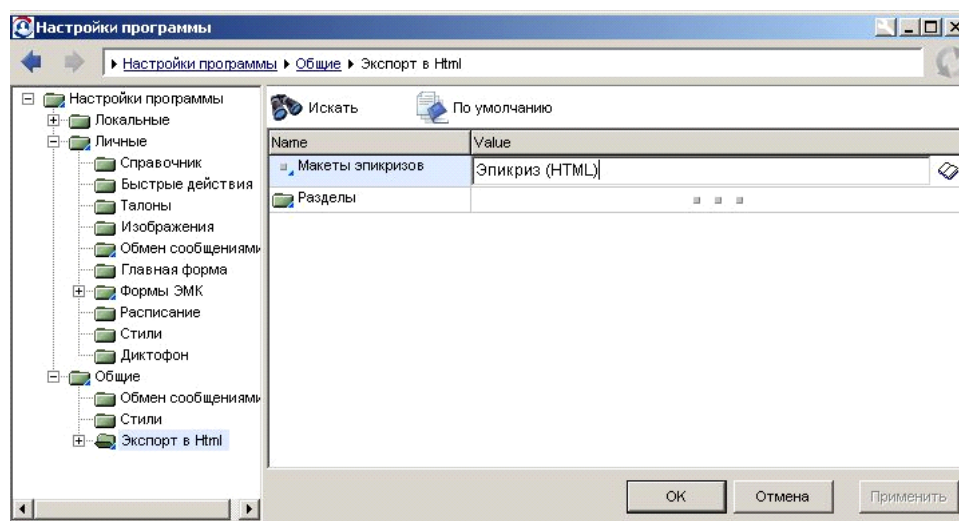 Настройки программы
Настройки программы Общие Экспорт в Html
Настройки программы
Локальные
Личные
Справочник
Быстрые действия
Талоны
Изображения
Обмен сообщениями
Главная форма
Формы ЭМК
Расписание
Стили
Диктофон
Общие
Обмен сообщениями
Стили
Экспорт в Html
Искать По умолчанию
Name Value
Макеты эпикризов Эпикриз (HTML)
Разделы
OK Отмена Применить